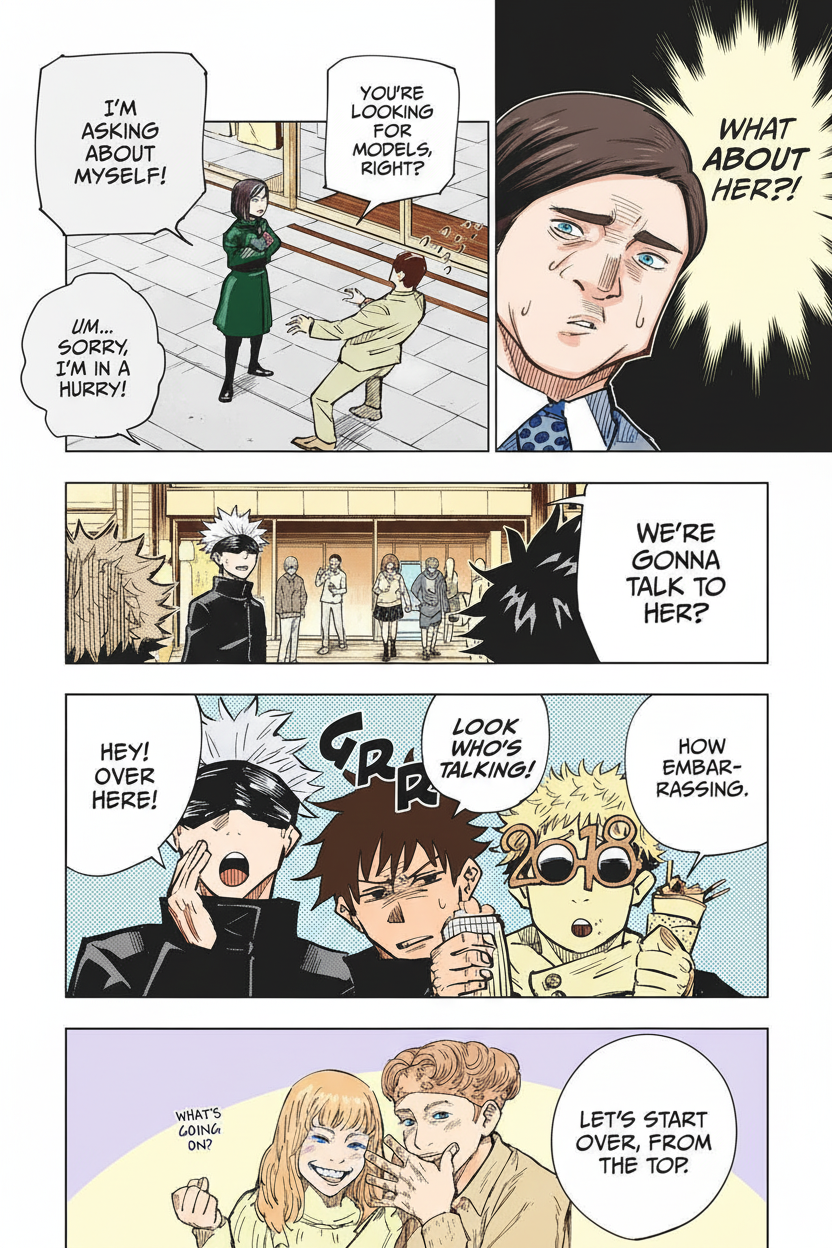 I'M
ASKING
ABOUT
MYSELF!
YOU'RE
LOOKING
FOR
MODELS,
RIGHT?
WHAT
ABOUT
HER?!
UM...
SORRY,
I'M IN A
HURRY!
WE'RE
GONNA
TALK TO
HER?
HEY!
OVER
HERE!
GRR
LOOK
WHO'S
TALKING!
HOW
EMBAR-
RASSING.
2018
WHAT'S
GOING
ON?
LET'S START
OVER, FROM
THE TOP.